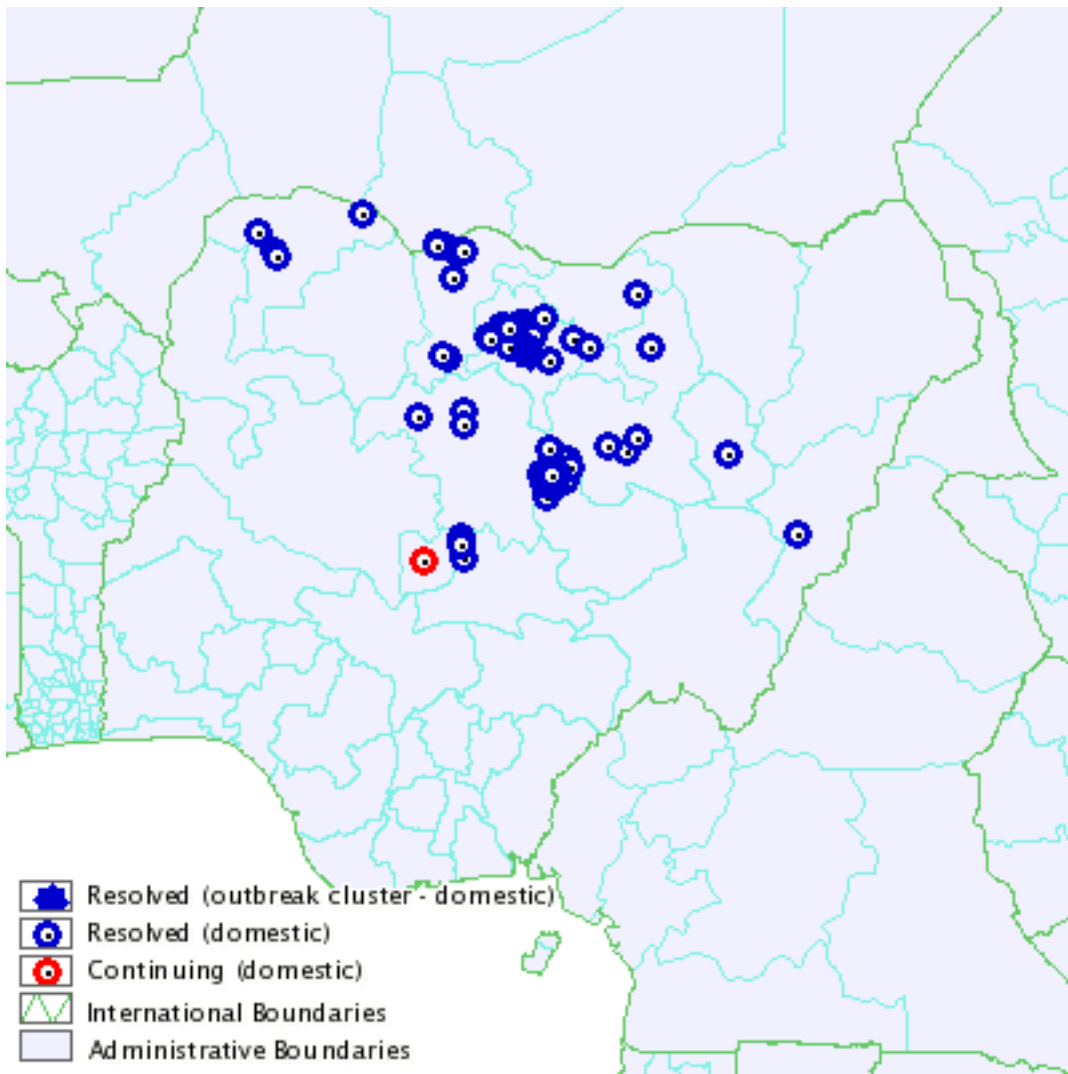 Resolved (outbreak cluster - domestic)
Resolved (domestic)
Continuing (domestic)
International Boundaries
Administrative Boundaries